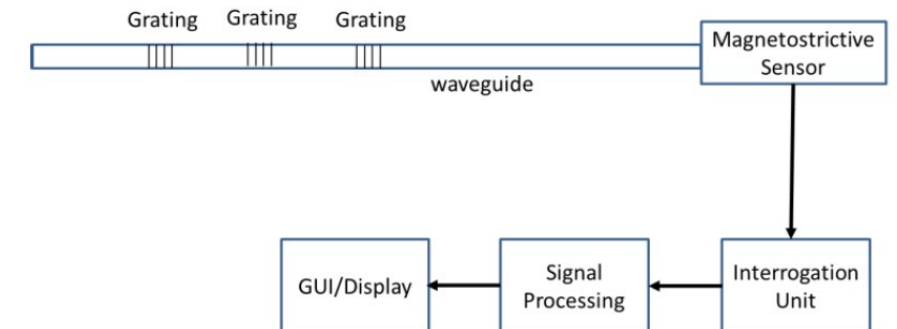 Grating
Grating
Grating
waveguide
Magnetostrictive
Sensor
GUI/Display
Signal
Processing
Interrogation
Unit